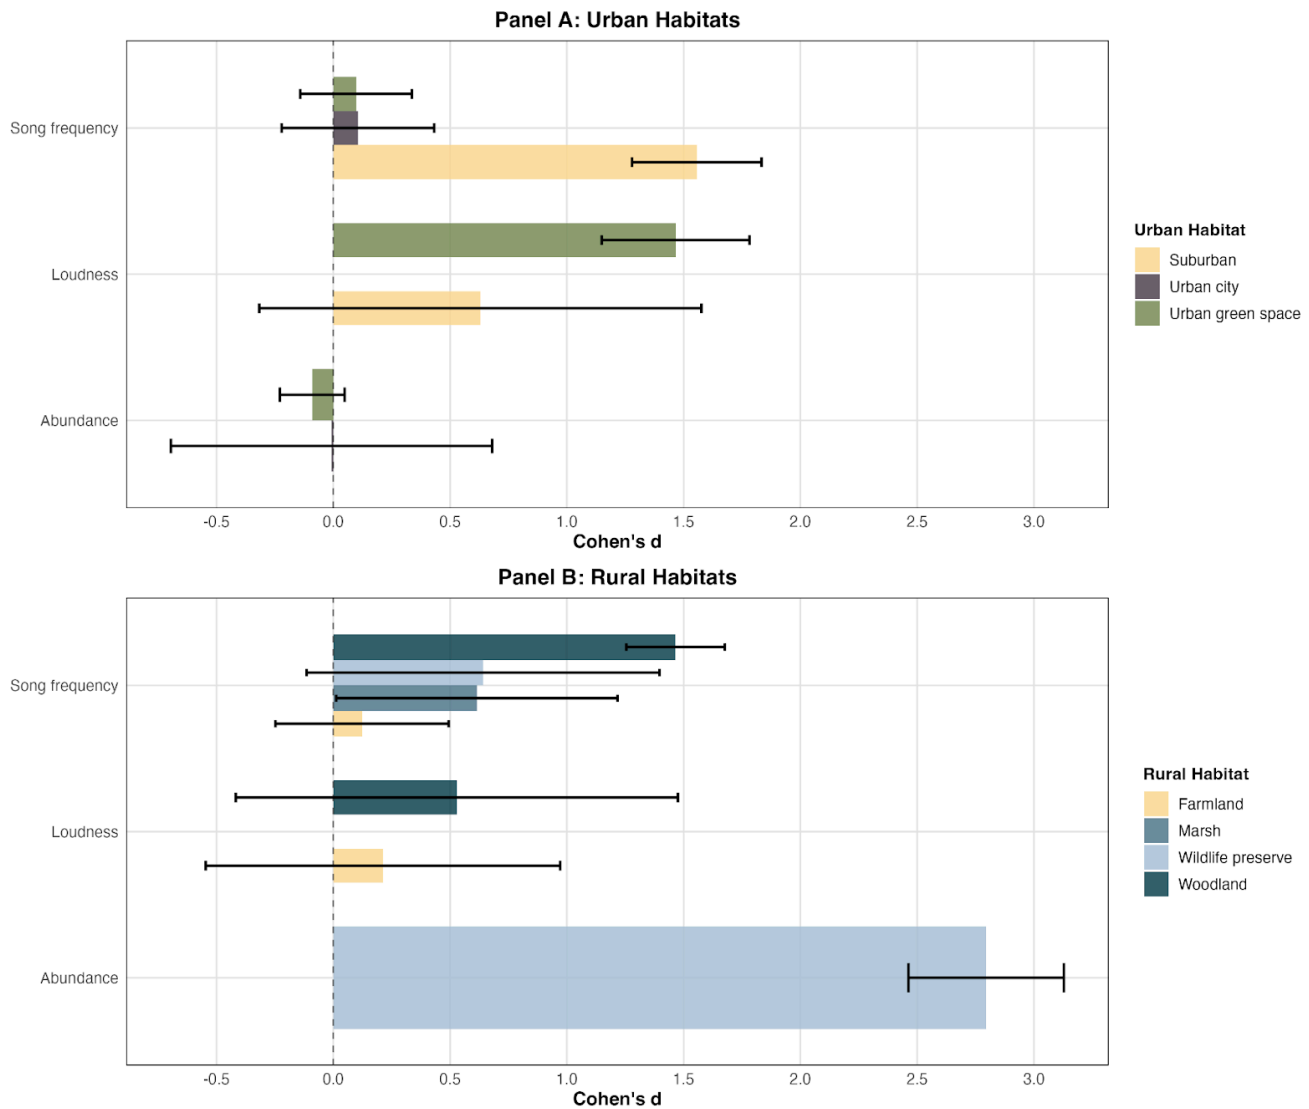 Panel A: Urban Habitats
Song frequency
Loudness
Abundance
-0.5 0.0 0.5 1.0 1.5 2.0 2.5 3.0
Cohen's d
Urban Habitat
Suburban
Urban city
Urban green space
Panel B: Rural Habitats
Song frequency
Loudness
Abundance
-0.5 0.0 0.5 1.0 1.5 2.0 2.5 3.0
Cohen's d
Rural Habitat
Farmland
Marsh
Wildlife preserve
Woodland